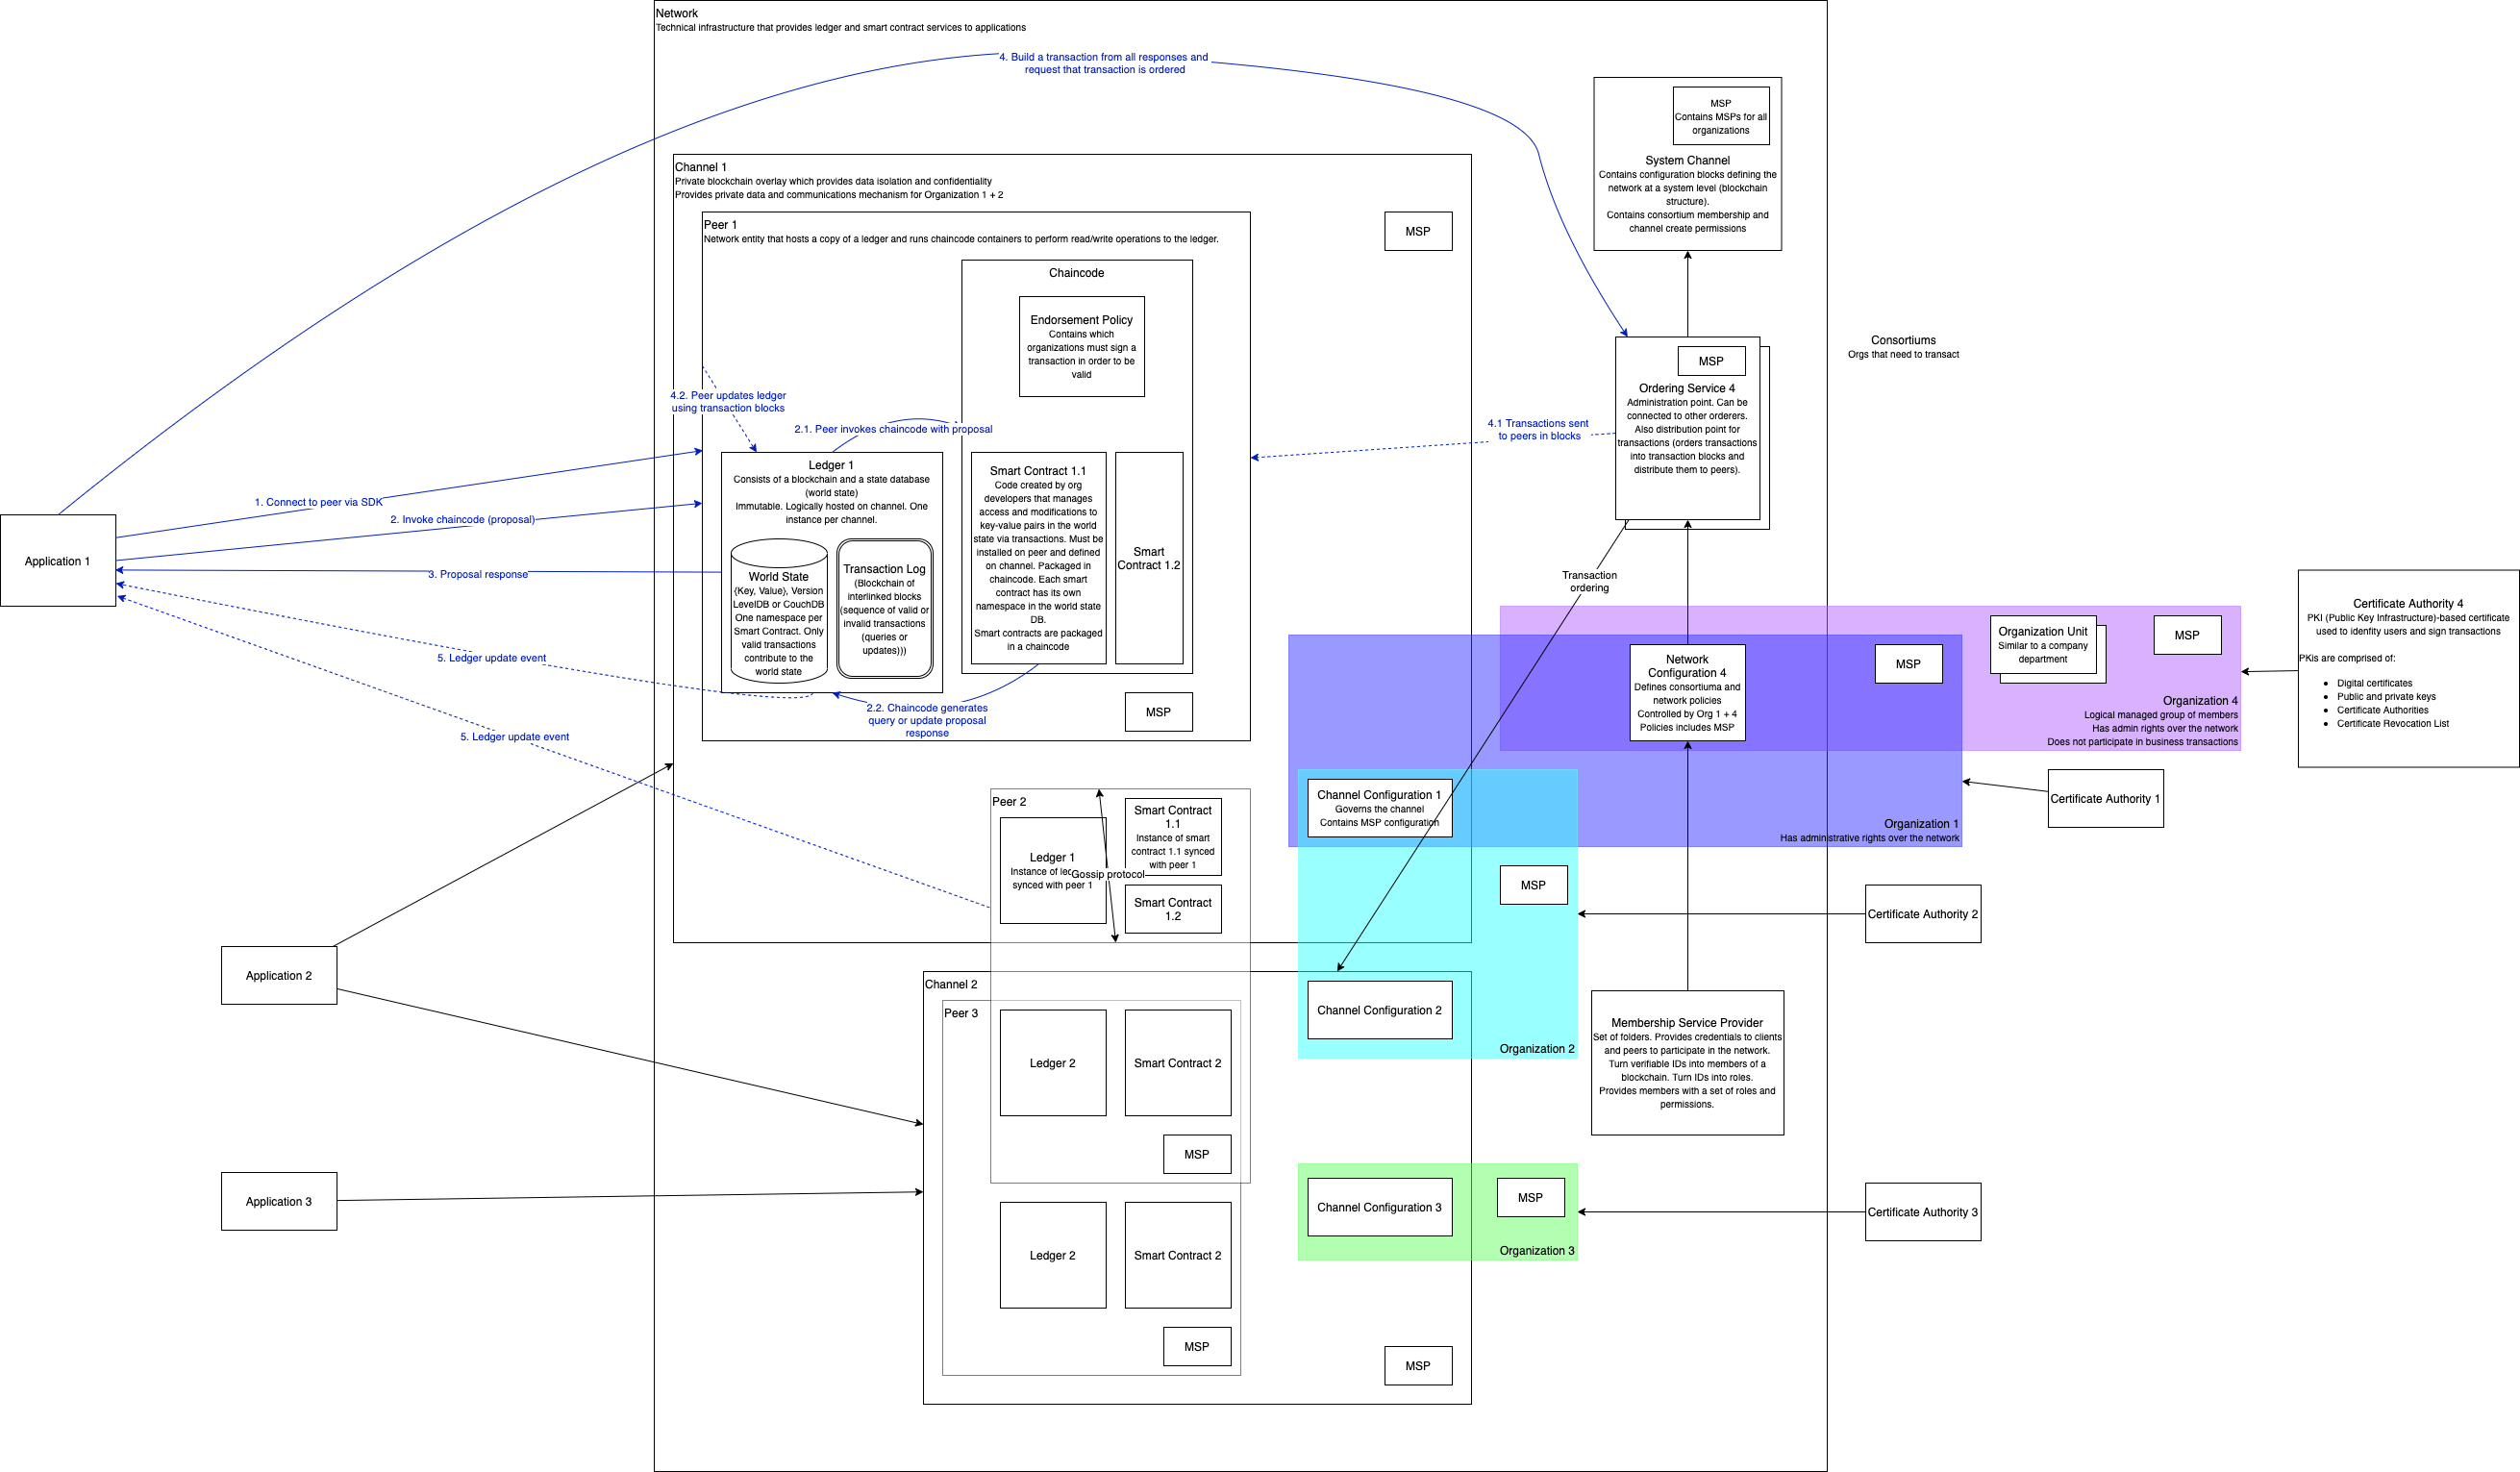 Network
Technical infrastructure that provides ledger and smart contract services to applications
4. Build a transaction from all responses and
request that transaction is ordered
MSP
Contains MSPs for all
organizations
System Channel
Contains configuration blocks defining the
network at a system level (blockchain
structure).
Contains consortium membership and
channel create permissions
Channel 1
Private blockchain overlay which provides data isolation and confidentiality
Provides private data and communications mechanism for Organization 1 + 2
Peer 1
Network entity that hosts a copy of a ledger and runs chaincode containers to perform read/write operations to the ledger.
MSP
Chaincode
Endorsement Policy
Contains which
organizations must sign a
transaction in order to be
valid
Consortiums
Orgs that need to transact
MSP
Ordering Service 4
Administration point. Can be
connected to other orderers.
Also distribution point for
transactions (orders transactions
into transaction blocks and
distribute them to peers).
4.2. Peer updates ledger
using transaction blocks
2.1. Peer invokes chaincode with proposal
4.1 Transactions sent
to peers in blocks
Ledger 1
Consists of a blockchain and a state database
(world state)
Immutable. Logically hosted on channel. One
instance per channel.
World State
{Key, Value}, Version
LevelDB or CouchDB
One namespace per
Smart Contract. Only
valid transactions
contribute to the
world state
Transaction Log
(Blockchain of
interlinked blocks
(sequence of valid or
invalid transactions
(queries or
updates)))
Smart Contract 1.1
Code created by org
developers that manages
access and modifications to
key-value pairs in the world
state via transactions. Must be
installed on peer and defined
on channel. Packaged in
chaincode. Each smart
contract has its own
namespace in the world state
DB.
Smart contracts are packaged
in a chaincode
Smart
Contract 1.2
1. Connect to peer via SDK
2. Invoke chaincode (proposal)
Application 1
3. Proposal response
5. Ledger update event
5. Ledger update event
2.2. Chaincode generates
query or update proposal
response
MSP
Transaction
ordering
Network
Configuration 4
Defines consortiuma and
network policies
Controlled by Org 1 + 4
Policies includes MSP
MSP
Organization Unit
Similar to a company
department
MSP
Organization 4
Logical managed group of members
Has admin rights over the network
Does not participate in business transactions
Certificate Authority 4
PKI (Public Key Infrastructure)-based certificate
used to idenfity users and sign transactions
PKis are comprised of:
• Digital certificates
• Public and private keys
• Certificate Authorities
• Certificate Revocation List
Certificate Authority 1
Organization 1
Has administrative rights over the network
Channel Configuration 1
Governs the channel
Contains MSP configuration
Peer 2
Ledger 1
Instance of
synced with peer 1
Gossip protocol
Smart Contract
1.1
Instance of smart
contract 1.1 synced
with peer 1
Smart Contract
1.2
MSP
Certificate Authority 2
Application 2
Channel 2
Peer 3
Ledger 2
Smart Contract 2
MSP
Channel Configuration 2
Organization 2
Membership Service Provider
Set of folders. Provides credentials to clients
and peers to participate in the network.
Turn verifiable IDs into members of a
blockchain. Turn IDs into roles.
Provides members with a set of roles and
permissions.
Application 3
Ledger 2
Smart Contract 2
MSP
Channel Configuration 3
MSP
Organization 3
Certificate Authority 3
MSP